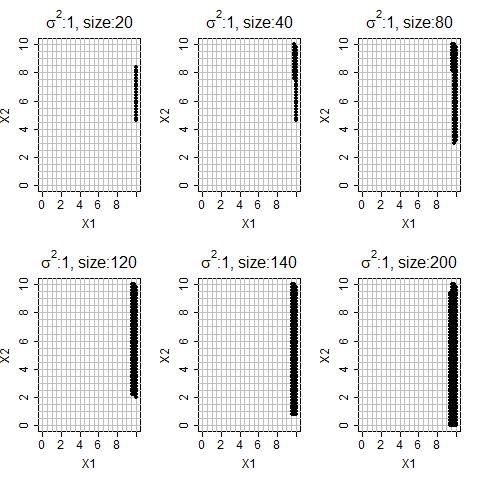 σ²:1, size:20
σ²:1, size:40
σ²:1, size:80
X2
0 2 4 6 8 10
0 2 4 6 8
X1
X2
0 2 4 6 8 10
0 2 4 6 8
X1
X2
0 2 4 6 8 10
0 2 4 6 8
X1
σ²:1, size:120
σ²:1, size:140
σ²:1, size:200
X2
0 2 4 6 8 10
0 2 4 6 8
X1
X2
0 2 4 6 8 10
0 2 4 6 8
X1
X2
0 2 4 6 8 10
0 2 4 6 8
X1